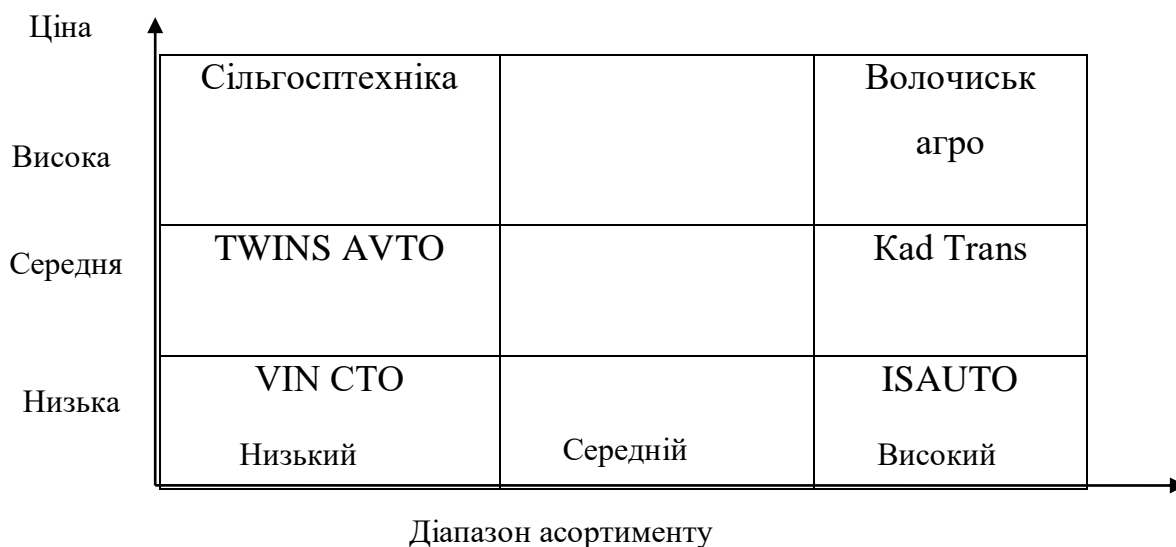 Ціна
Сільгосптехніка
Волочиськ
агро
Висока
TWINS AVTO
Kad Trans
Середня
VIN СТО
ISAUTO
Низька
Низький
Середній
Високий
Діапазон асортименту